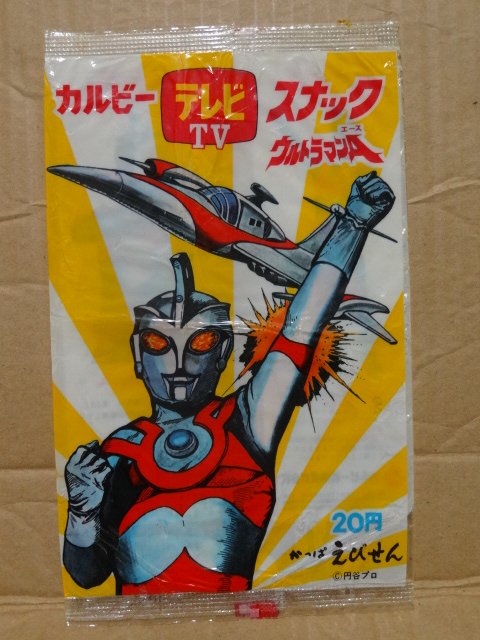 カルビー テレビ スナック
TV
エース
ウルトラマンA
20円
かっぱえびせん
©円谷プロ